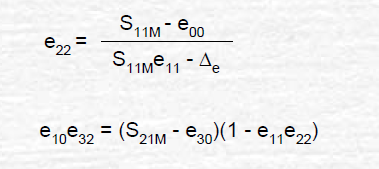 e₂₂ = (S₁₁M - e₀₀) / (S₁₁Me₁₁ - Δₑ)
e₁₀e₃₂ = (S₂₁M - e₃₀)(1 - e₁₁e₂₂)